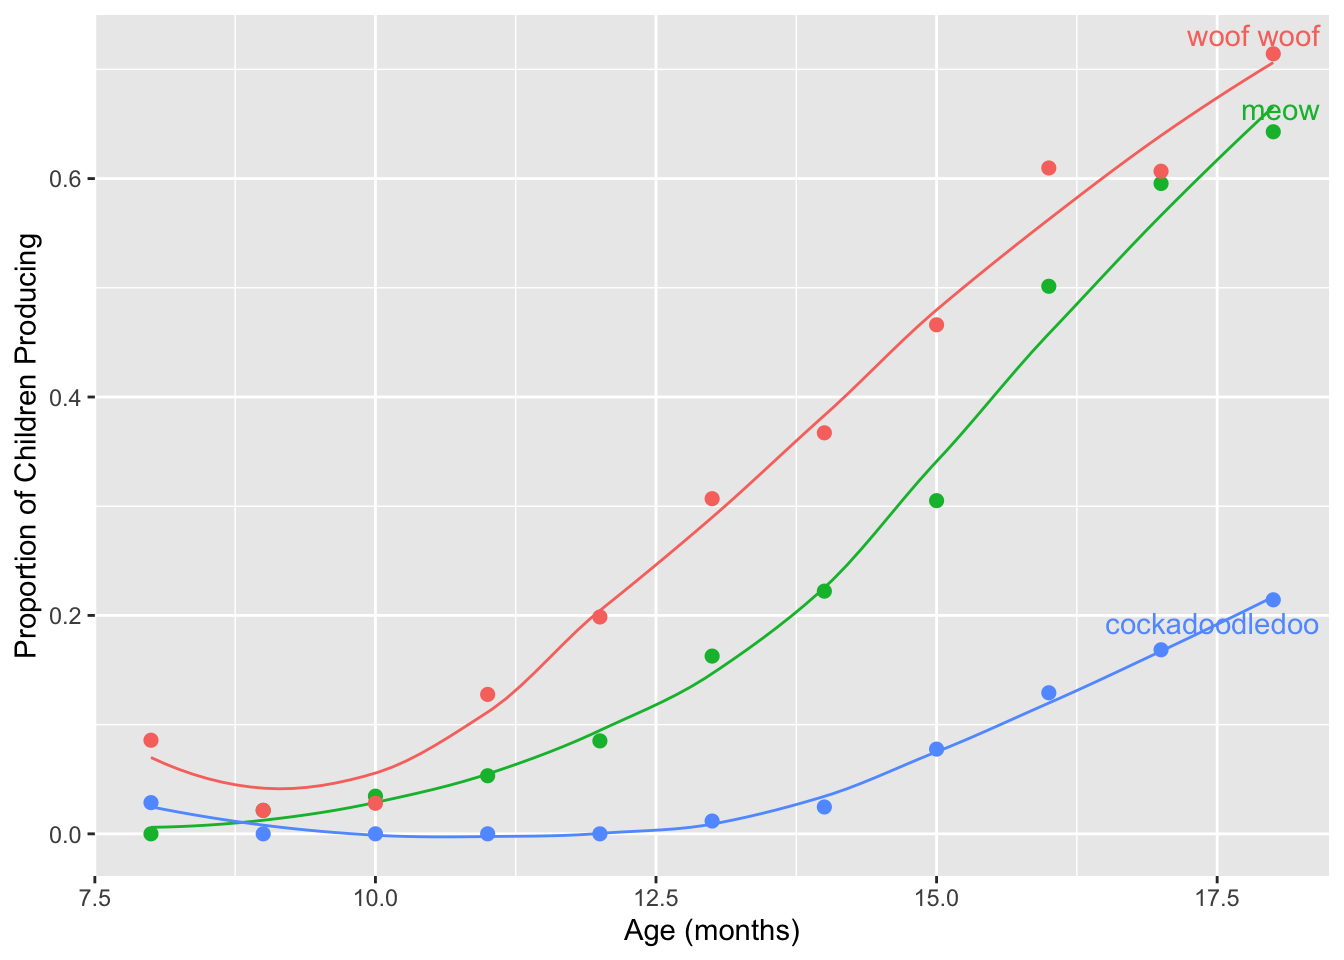 woof woof
meow
cockadoodledoo
0.6
0.4
0.2
0.0
Proportion of Children Producing
7.5 10.0 12.5 15.0 17.5
Age (months)